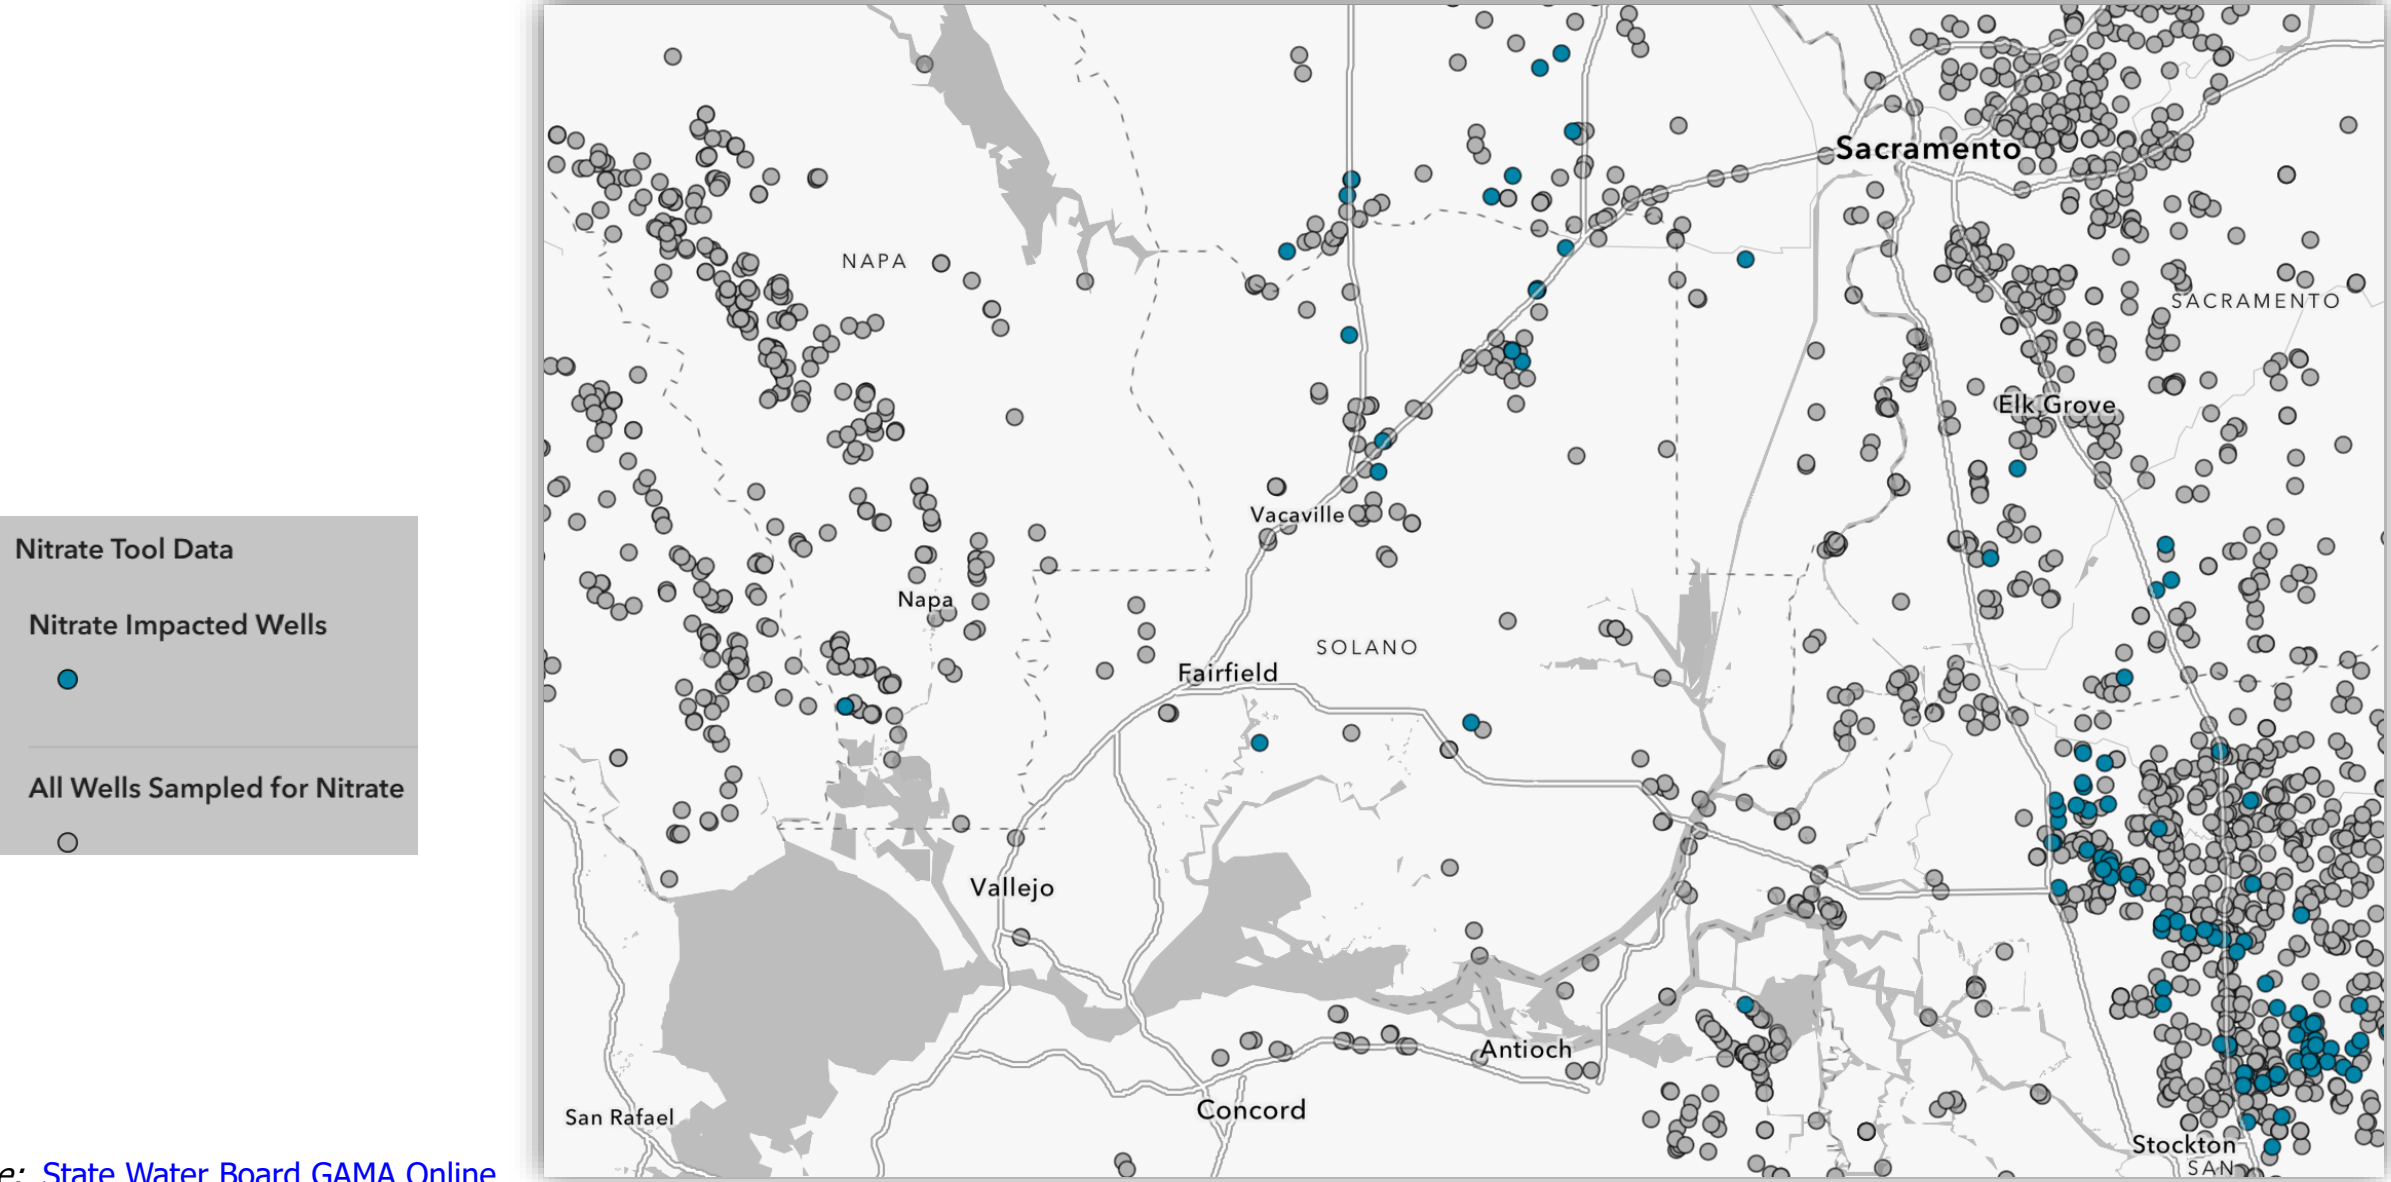 Nitrate Tool Data
Nitrate Impacted Wells
All Wells Sampled for Nitrate
e: State Water Board GAMA Online
Sacramento
NAPA
SACRAMENTO
Elk Grove
Vacaville
Napa
SOLANO
Fairfield
Vallejo
Antioch
Concord
San Rafael
Stockton
SAN